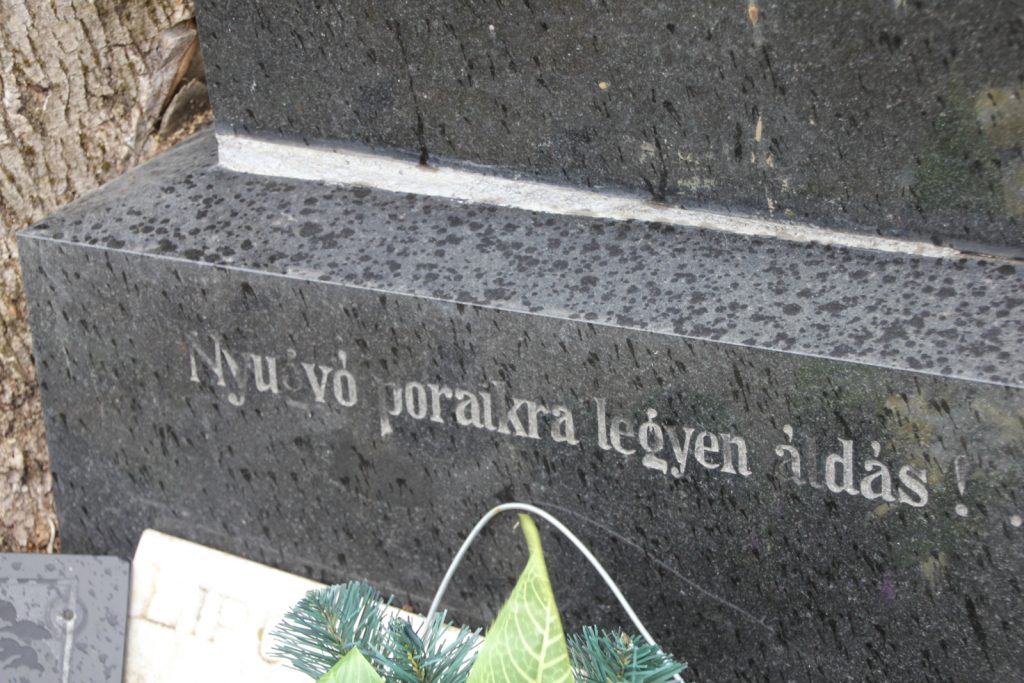 Nyugvó poraikra legyen áldás !